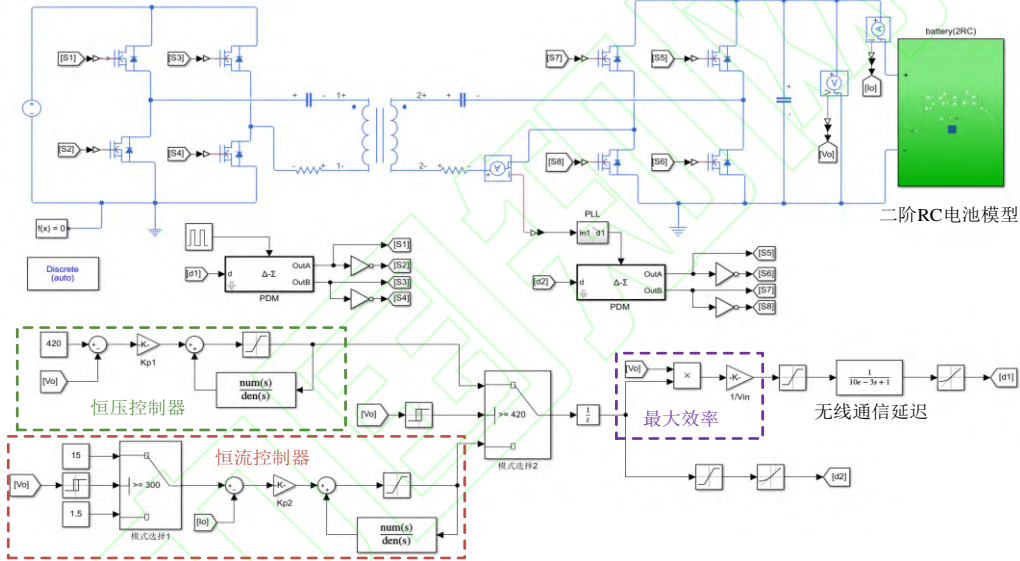 battery(2RC)
[S1]
[S3]
[S7]
[S5]
[Io]
[S2]
[S4]
[S8]
[S6]
[Vo]
1+
2+
1-
2-
二阶RC电池模型
f(x) = 0
Discrete
(auto)
PLL
In1 d1
[d1]
d
Δ-Σ
OutA
OutB
PDM
[S1]
[S2]
[S3]
[S4]
[d2]
d
Δ-Σ
OutA
OutB
PDM
[S5]
[S6]
[S7]
[S8]
420
-K-
Kp1
[Vo]
num(s)
den(s)
恒压控制器
[Vo]
>= 420
模式选择2
1
z
[Vo]
×
-K-
1/Vin
最大效率
1
10e-3s+1
[d1]
无线通信延迟
[d2]
恒流控制器
15
[Vo]
>= 300
1.5
模式选择1
[Io]
-K-
Kp2
num(s)
den(s)